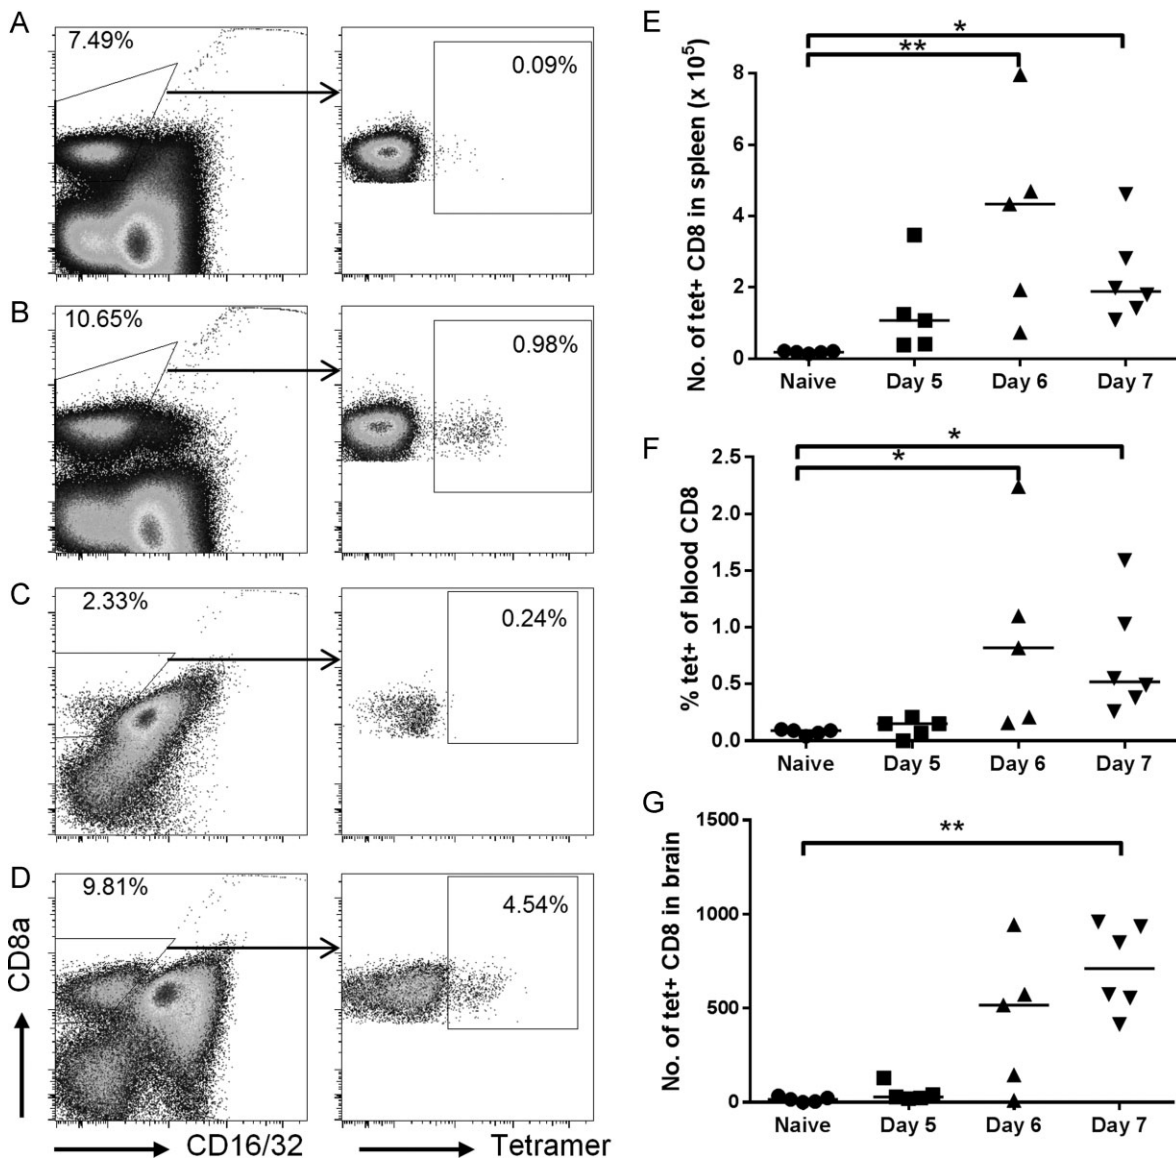 A
7.49%
0.09%
B
10.65%
0.98%
C
2.33%
0.24%
D
9.81%
4.54%
CD8a
CD16/32
Tetramer
E
*
**
No. of tet+ CD8 in spleen (x 10⁵)
8
6
4
2
0
Naive Day 5 Day 6 Day 7
F
*
*
% tet+ of blood CD8
2.5
2.0
1.5
1.0
0.5
0.0
Naive Day 5 Day 6 Day 7
G
**
No. of tet+ CD8 in brain
1500
1000
500
0
Naive Day 5 Day 6 Day 7